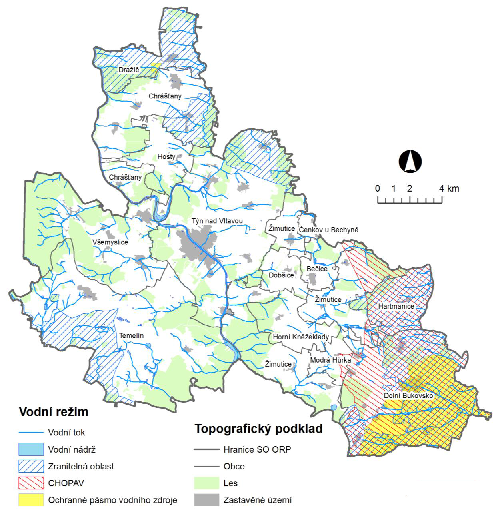 Dražíč
Chrášťany
Hosty
Chrášťany
Týn nad Vltavou
Žimutice
Čenkov u Bechyně
Všemyslice
Bečice
Dobšice
Žimutice
Hartmanice
Temelín
Horní Kněžeklady
Modrá Hůrka
Žimutice
Dolní Bukovsko
0 1 2 4 km
Vodní režim
Vodní tok
Vodní nádrž
Zranitelná oblast
CHOPAV
Ochranné pásmo vodního zdroje
Topografický podklad
Hranice SO ORP
Obce
Les
Zastavěné území